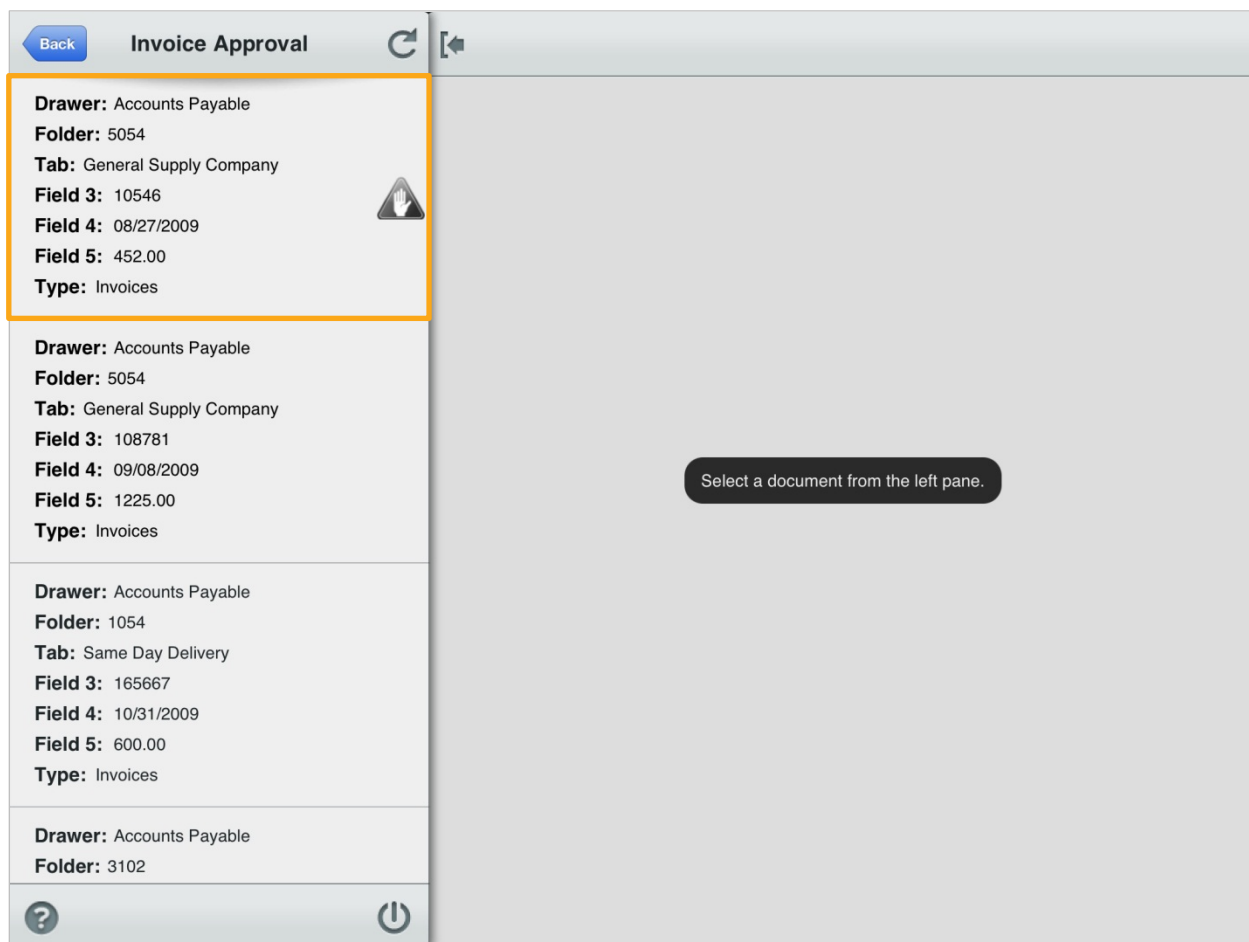 Back Invoice Approval
Drawer: Accounts Payable
Folder: 5054
Tab: General Supply Company
Field 3: 10546
Field 4: 08/27/2009
Field 5: 452.00
Type: Invoices
Drawer: Accounts Payable
Folder: 5054
Tab: General Supply Company
Field 3: 108781
Field 4: 09/08/2009
Field 5: 1225.00
Type: Invoices
Drawer: Accounts Payable
Folder: 1054
Tab: Same Day Delivery
Field 3: 165667
Field 4: 10/31/2009
Field 5: 600.00
Type: Invoices
Drawer: Accounts Payable
Folder: 3102
?
Select a document from the left pane.